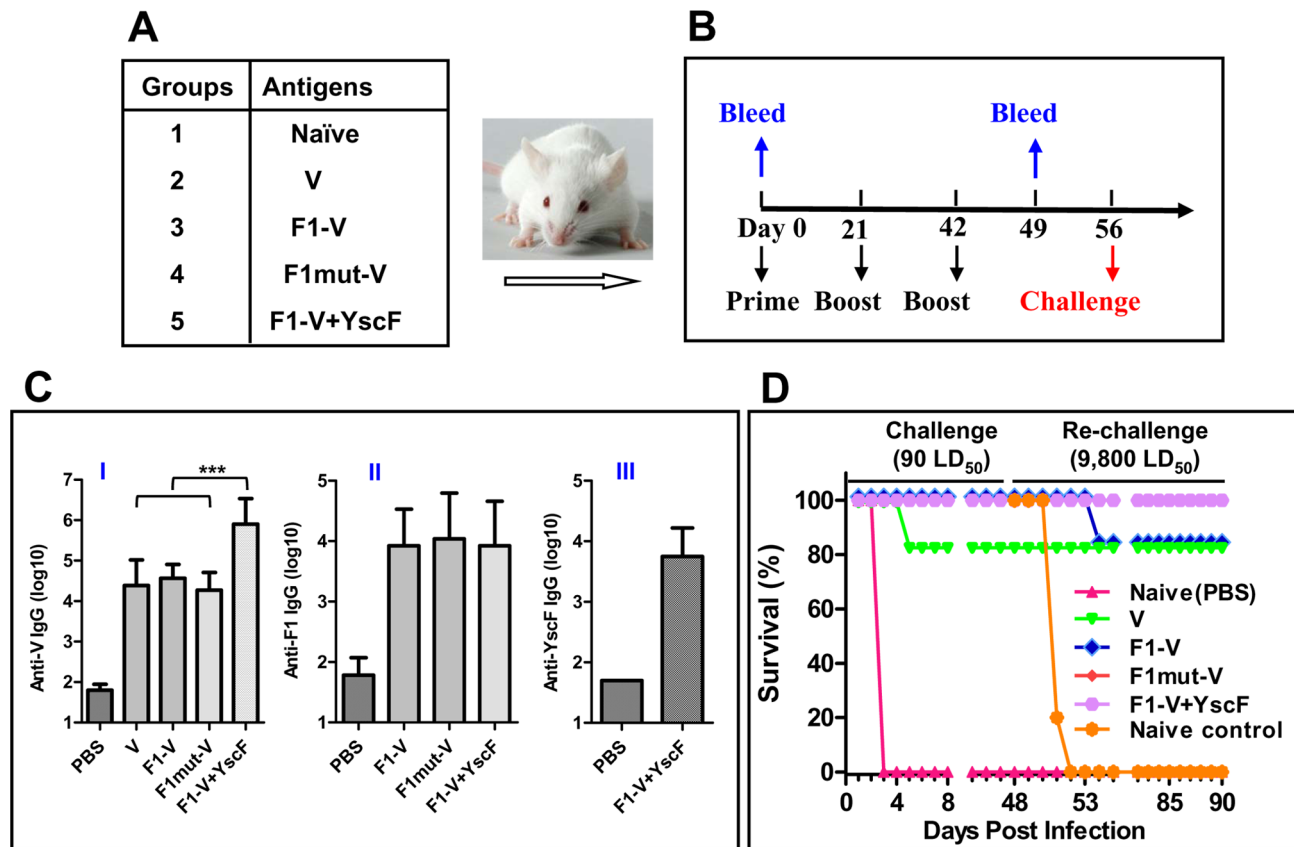 A
Groups Antigens
1 Naïve
2 V
3 F1-V
4 F1mut-V
5 F1-V+YscF
B
Bleed Bleed
Day 0 21 42 49 56
Prime Boost Boost Challenge
C
I
***
Anti-V IgG (log10)
7
6
5
4
3
2
1
PBS
V
F1-V
F1mut-V
F1-V+YscF
II
Anti-F1 IgG (log10)
5
4
3
2
1
PBS
F1-V
F1mut-V
F1-V+YscF
III
Anti-YscF IgG (log10)
5
4
3
2
1
PBS
F1-V+YscF
D
Challenge
(90 LD50)
Re-challenge
(9,800 LD50)
Survival (%)
100
80
60
40
20
0
Naive(PBS)
V
F1-V
F1mut-V
F1-V+YscF
Naive control
0 4 8 48 53 85 90
Days Post Infection